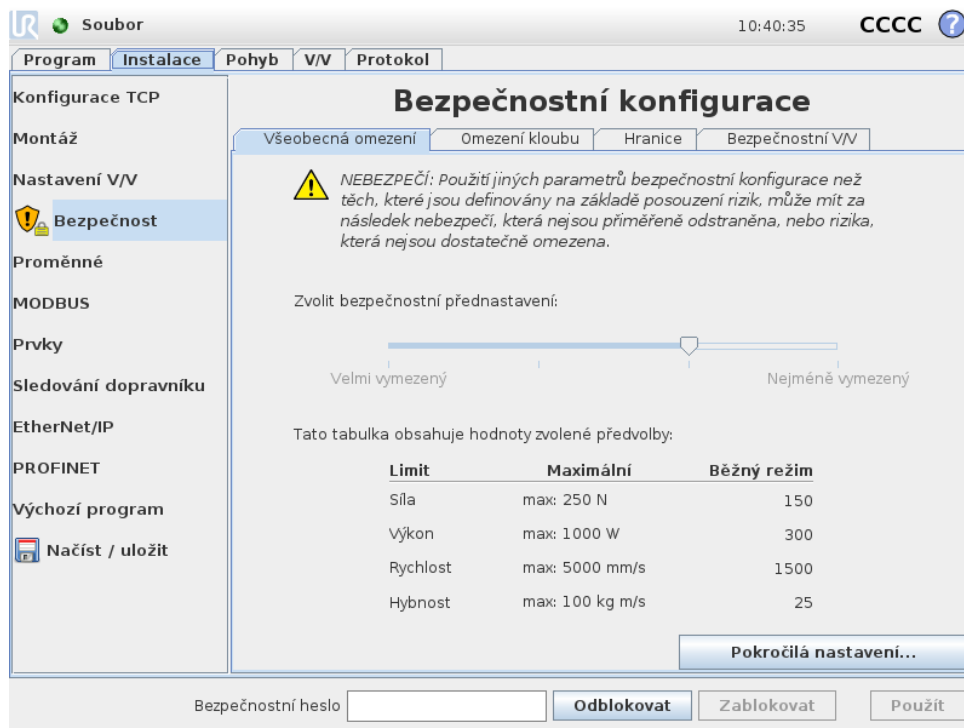 UR Soubor 10:40:35 CCCC ?
Program Instalace Pohyb V/V Protokol
Konfigurace TCP
Montáž
Nastavení V/V
Bezpečnost
Proměnné
MODBUS
Prvky
Sledování dopravníku
EtherNet/IP
PROFINET
Výchozí program
Načíst / uložit
Bezpečnostní konfigurace
Všeobecná omezení Omezení kloubu Hranice Bezpečnostní V/V
NEBEZPEČÍ: Použití jiných parametrů bezpečnostní konfigurace než
těch, které jsou definovány na základě posouzení rizik, může mít za
následek nebezpečí, která nejsou přiměřeně odstraněna, nebo rizika,
která nejsou dostatečně omezena.
Zvolit bezpečnostní přednastavení:
Velmi vymezený Nejméně vymezený
Tato tabulka obsahuje hodnoty zvolené předvolby:
Limit Maximální Běžný režim
Síla max: 250 N 150
Výkon max: 1000 W 300
Rychlost max: 5000 mm/s 1500
Hybnost max: 100 kg m/s 25
Pokročilá nastavení...
Bezpečnostní heslo Odblokovat Zablokovat Použít